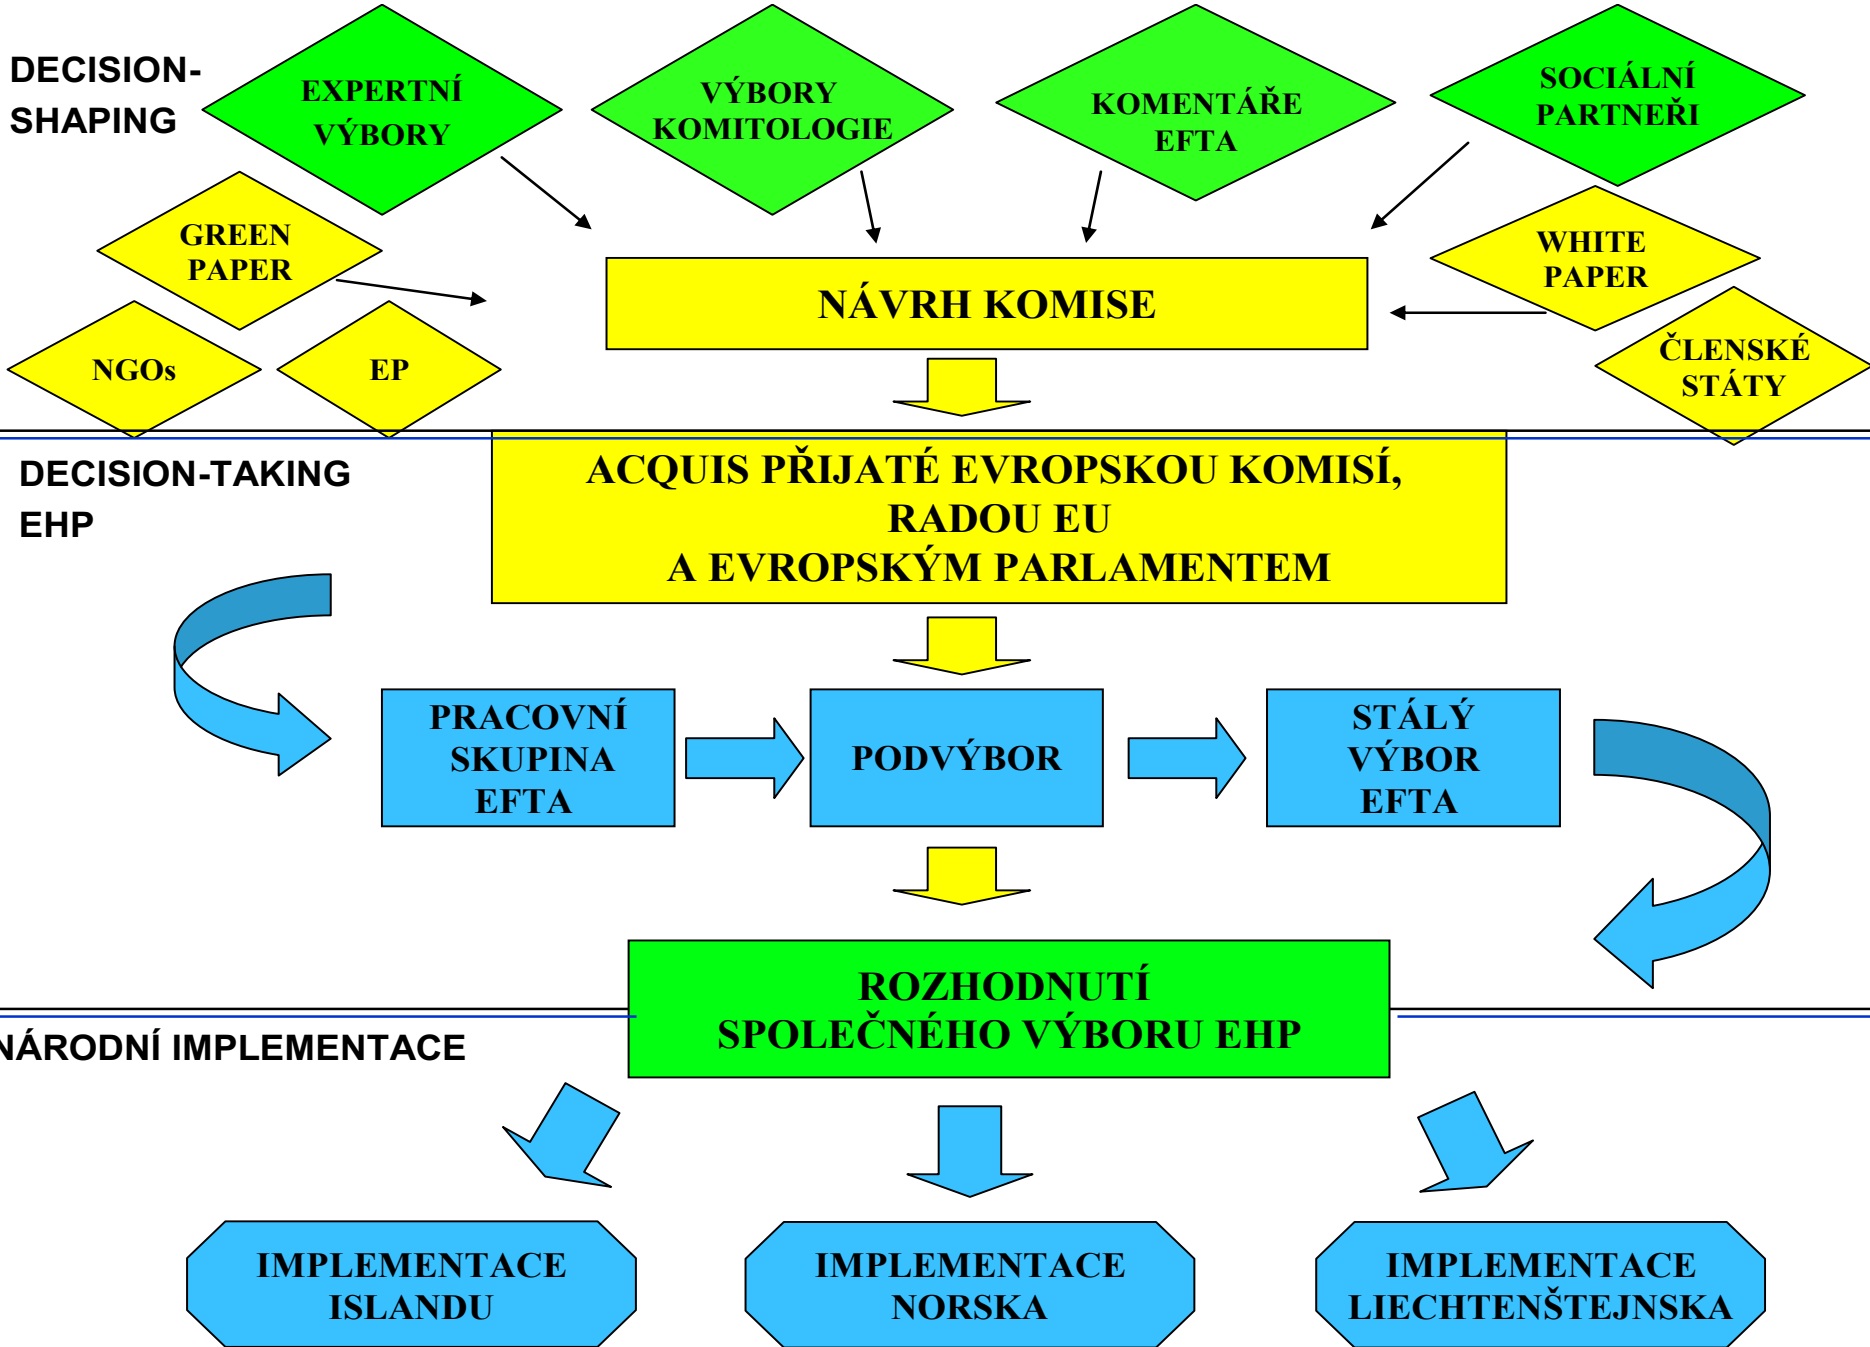 DECISION-
SHAPING
EXPERTNÍ
VÝBORY
VÝBORY
KOMITOLOGIE
KOMENTÁŘE
EFTA
SOCIÁLNÍ
PARTNEŘI
GREEN
PAPER
WHITE
PAPER
NÁVRH KOMISE
NGOs
EP
ČLENSKÉ
STÁTY
DECISION-TAKING
EHP
ACQUIS PŘIJATÉ EVROPSKOU KOMISÍ,
RADOU EU
A EVROPSKÝM PARLAMENTEM
PRACOVNÍ
SKUPINA
EFTA
PODVÝBOR
STÁLÝ
VÝBOR
EFTA
ROZHODNUTÍ
SPOLEČNÉHO VÝBORU EHP
NÁRODNÍ IMPLEMENTACE
IMPLEMENTACE
ISLANDU
IMPLEMENTACE
NORSKA
IMPLEMENTACE
LIECHTENŠTEJNSKA